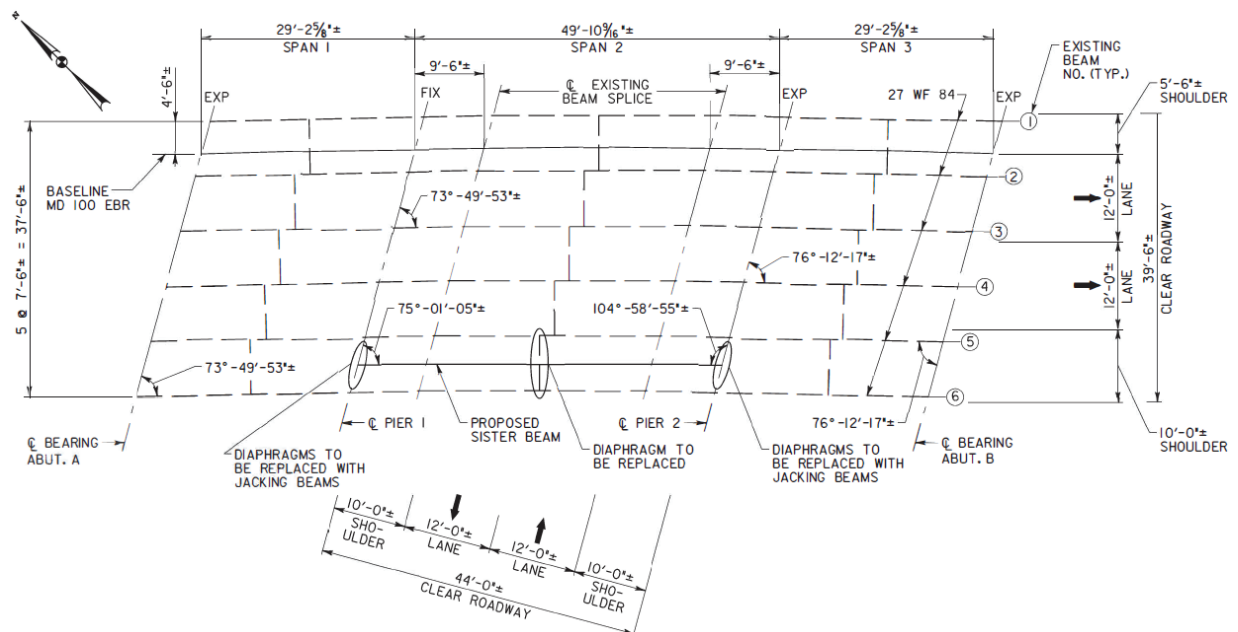 N
29'-2⅝"±
SPAN 1
49'-10⁹⁄₁₆"±
SPAN 2
29'-2⅝"±
SPAN 3
EXISTING
BEAM
NO. (TYP.)
4'-6"±
9'-6"±
9'-6"±
5'-6"±
SHOULDER
EXP
FIX
℄ EXISTING
BEAM SPLICE
EXP
27 WF 84
EXP
1
BASELINE
MD 100 EBR
2
73°-49'-53"±
12'-0"±
LANE
3
5 @ 7'-6"± = 37'-6"±
76°-12'-17"±
39'-6"±
CLEAR ROADWAY
4
12'-0"±
LANE
75°-01'-05"±
104°-58'-55"±
5
73°-49'-53"±
6
℄ BEARING
ABUT. A
℄ PIER 1
PROPOSED
SISTER BEAM
℄ PIER 2
76°-12'-17"±
℄ BEARING
ABUT. B
10'-0"±
SHOULDER
DIAPHRAGMS TO
BE REPLACED WITH
JACKING BEAMS
DIAPHRAGM TO
BE REPLACED
DIAPHRAGMS TO
BE REPLACED WITH
JACKING BEAMS
10'-0"±
SHO-
ULDER
12'-0"±
LANE
12'-0"±
LANE
10'-0"±
SHO-
ULDER
44'-0"±
CLEAR ROADWAY